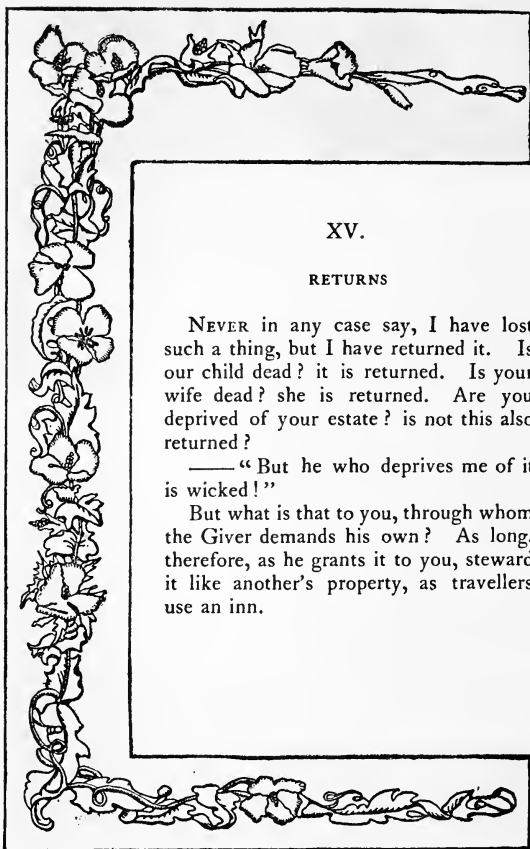 XV.
RETURNS
NEVER in any case say, I have lost
such a thing, but I have returned it. Is
our child dead? it is returned. Is your
wife dead? she is returned. Are you
deprived of your estate? is not this also
returned?
—— “But he who deprives me of it
is wicked!”
But what is that to you, through whom
the Giver demands his own? As long,
therefore, as he grants it to you, steward
it like another's property, as travellers
use an inn.